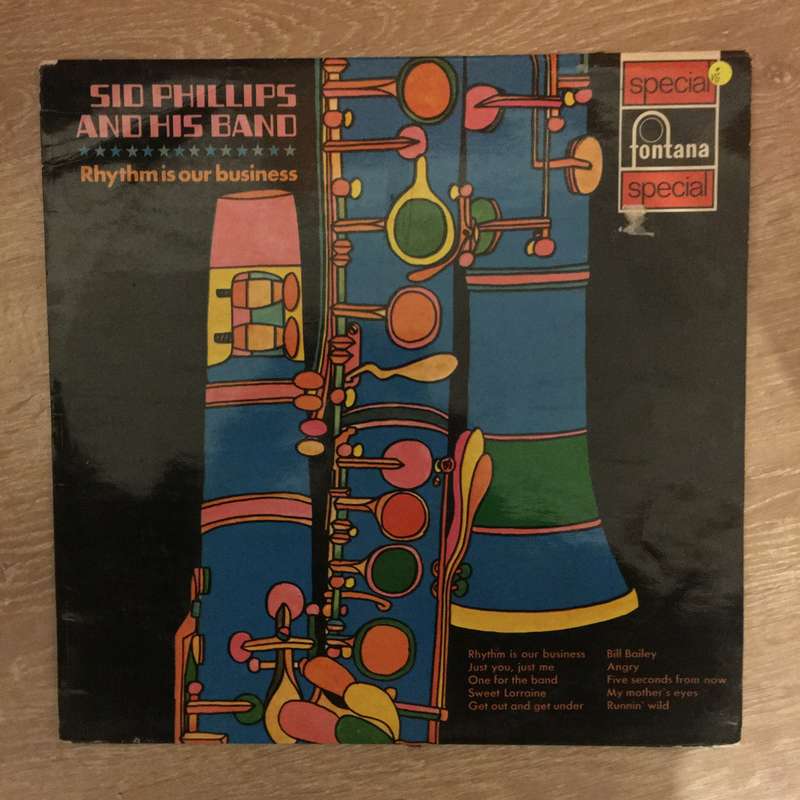 SID PHILLIPS
AND HIS BAND
Rhythm is our business
special
fontana
special
Rhythm is our business
Just you, just me
One for the band
Sweet Lorraine
Get out and get under
Bill Bailey
Angry
Five seconds from now
My mother's eyes
Runnin' wild